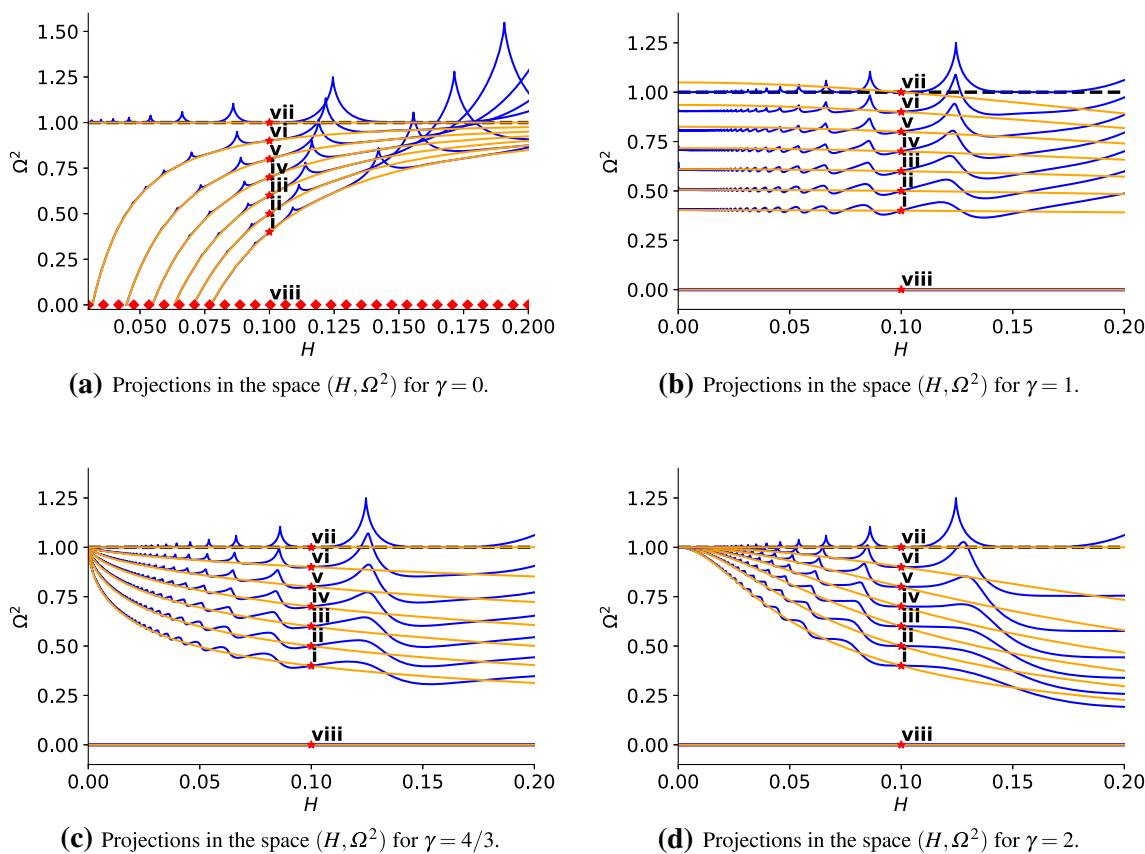 1.50
1.25
1.00
0.75
0.50
0.25
0.00
Ω²
vii
vi
v
iv
iii
ii
i
viii
0.050 0.075 0.100 0.125 0.150 0.175 0.200
H
(a) Projections in the space (H, Ω²) for γ = 0.
1.25
1.00
0.75
0.50
0.25
0.00
Ω²
vii
vi
v
iv
iii
ii
i
viii
0.00 0.05 0.10 0.15 0.20
H
(b) Projections in the space (H, Ω²) for γ = 1.
1.25
1.00
0.75
0.50
0.25
0.00
Ω²
vii
vi
v
iv
iii
ii
i
viii
0.00 0.05 0.10 0.15 0.20
H
(c) Projections in the space (H, Ω²) for γ = 4/3.
1.25
1.00
0.75
0.50
0.25
0.00
Ω²
vii
vi
v
iv
iii
ii
i
viii
0.00 0.05 0.10 0.15 0.20
H
(d) Projections in the space (H, Ω²) for γ = 2.